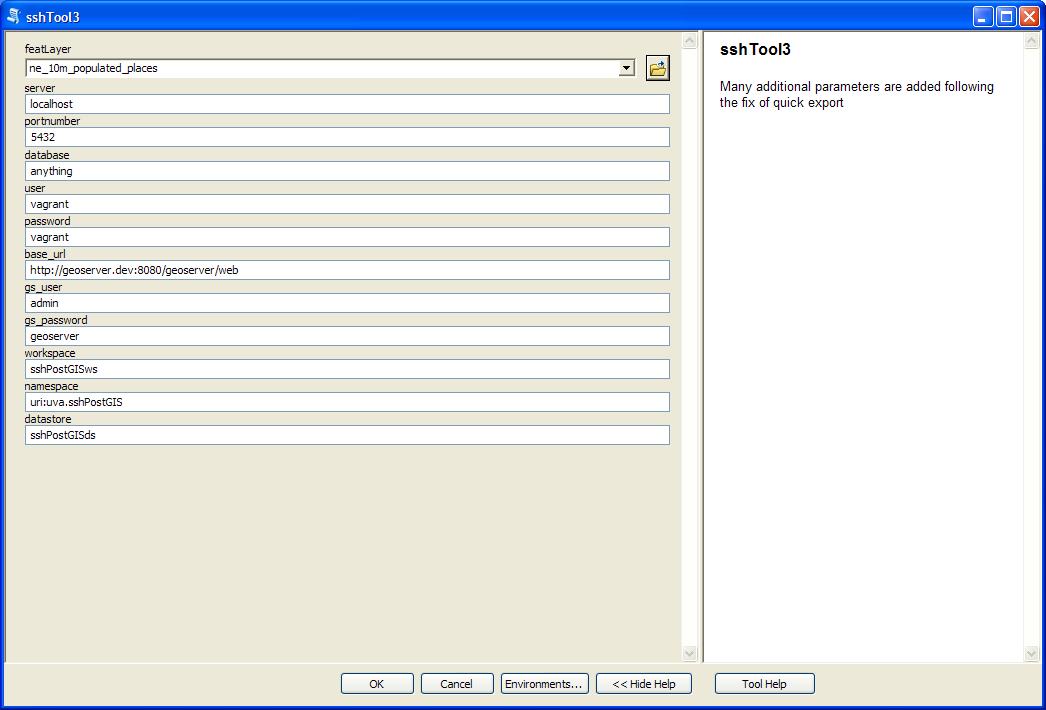 sshTool3
featLayer
ne_10m_populated_places
server
localhost
portnumber
5432
database
anything
user
vagrant
password
vagrant
base_url
http://geoserver.dev:8080/geoserver/web
gs_user
admin
gs_password
geoserver
workspace
sshPostGISws
namespace
uri:uva.sshPostGIS
datastore
sshPostGISds
sshTool3
Many additional parameters are added following
the fix of quick export
OK
Cancel
Environments...
<< Hide Help
Tool Help